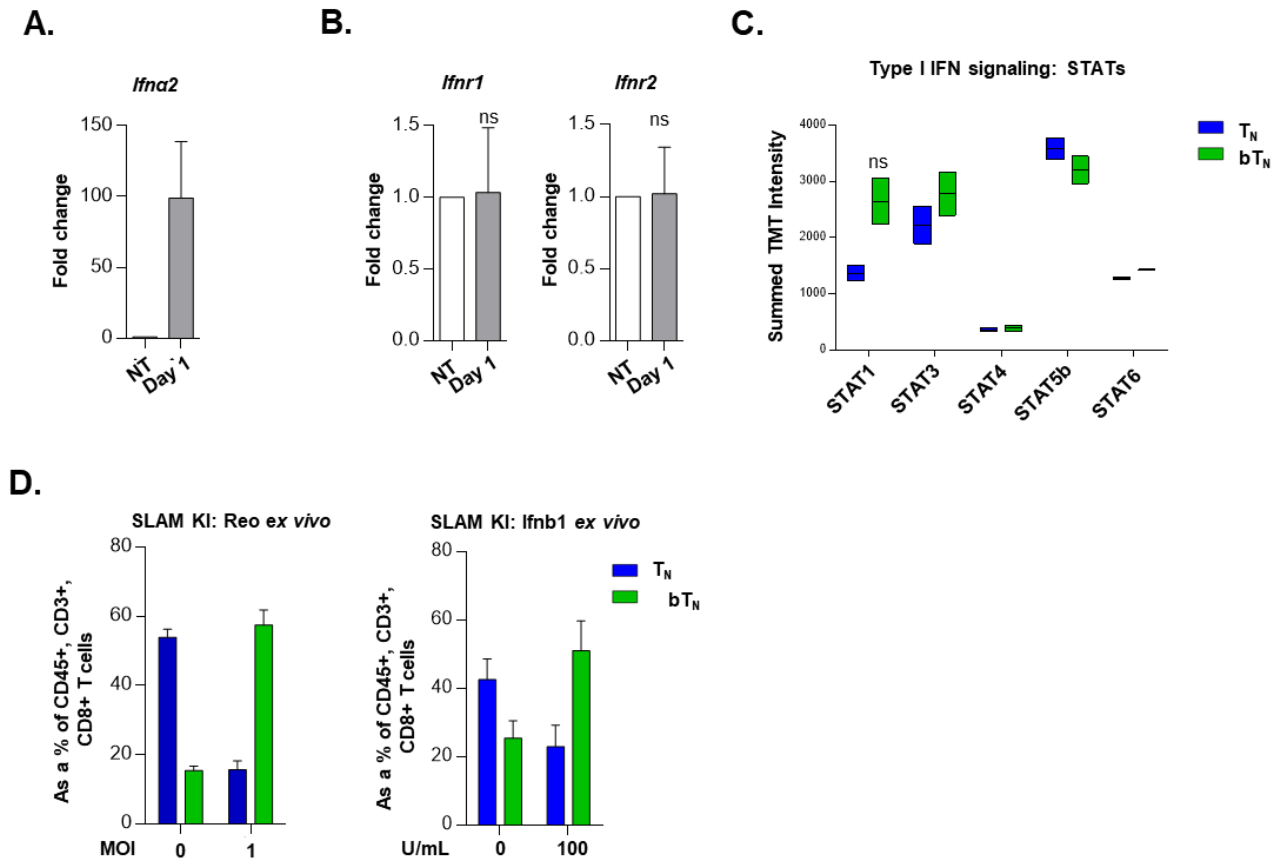 A.
Ifnα2
Fold change
150
100
50
0
NT
Day 1
B.
Ifnr1
ns
Fold change
1.5
1.0
0.5
0.0
NT
Day 1
Ifnr2
ns
Fold change
1.5
1.0
0.5
0.0
NT
Day 1
C.
Type I IFN signaling: STATs
Summed TMT Intensity
4000
3000
2000
1000
0
ns
STAT1
STAT3
STAT4
STAT5b
STAT6
TN
bTN
D.
SLAM KI: Reo ex vivo
As a % of CD45+, CD3+,
CD8+ T cells
80
60
40
20
0
MOI 0 1
SLAM KI: Ifnb1 ex vivo
As a % of CD45+, CD3+,
CD8+ T cells
80
60
40
20
0
U/mL 0 100
TN
bTN